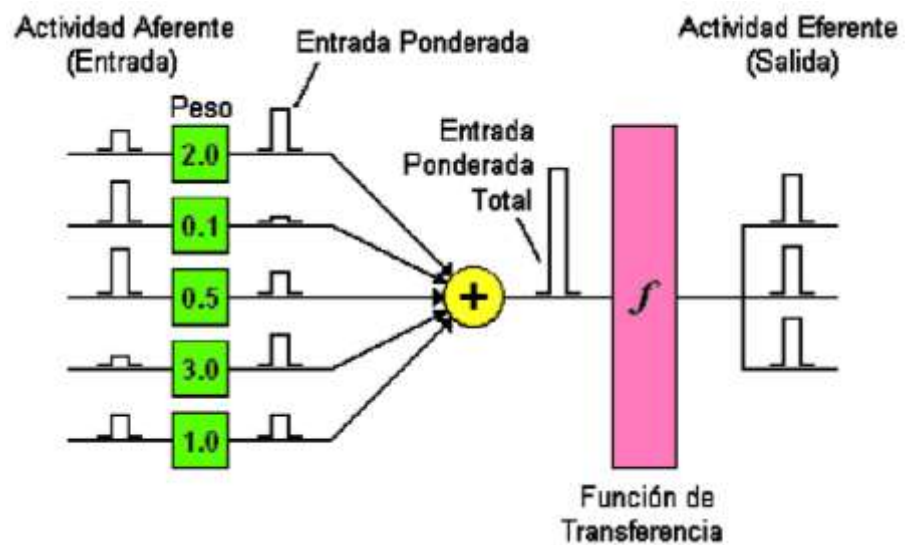 Actividad Aferente
(Entrada)
Entrada Ponderada
Actividad Eferente
(Salida)
Peso
2.0
0.1
0.5
3.0
1.0
Entrada
Ponderada
Total
+
f
Función de
Transferencia